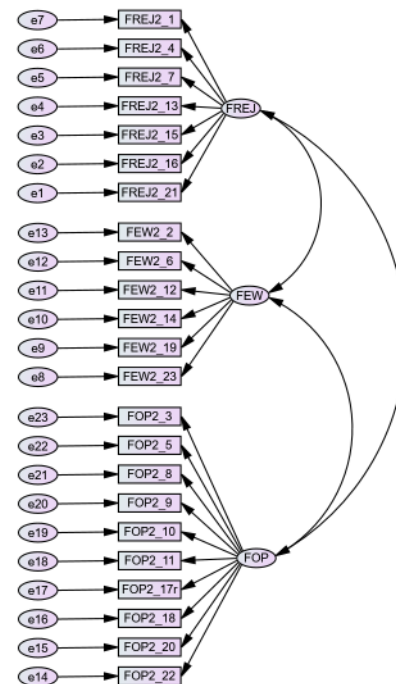 e7 FREJ2_1
e6 FREJ2_4
e5 FREJ2_7
e4 FREJ2_13 FREJ
e3 FREJ2_15
e2 FREJ2_16
e1 FREJ2_21
e13 FEW2_2
e12 FEW2_6
e11 FEW2_12 FEW
e10 FEW2_14
e9 FEW2_19
e8 FEW2_23
e23 FOP2_3
e22 FOP2_5
e21 FOP2_8
e20 FOP2_9
e19 FOP2_10
e18 FOP2_11 FOP
e17 FOP2_17r
e16 FOP2_18
e15 FOP2_20
e14 FOP2_22